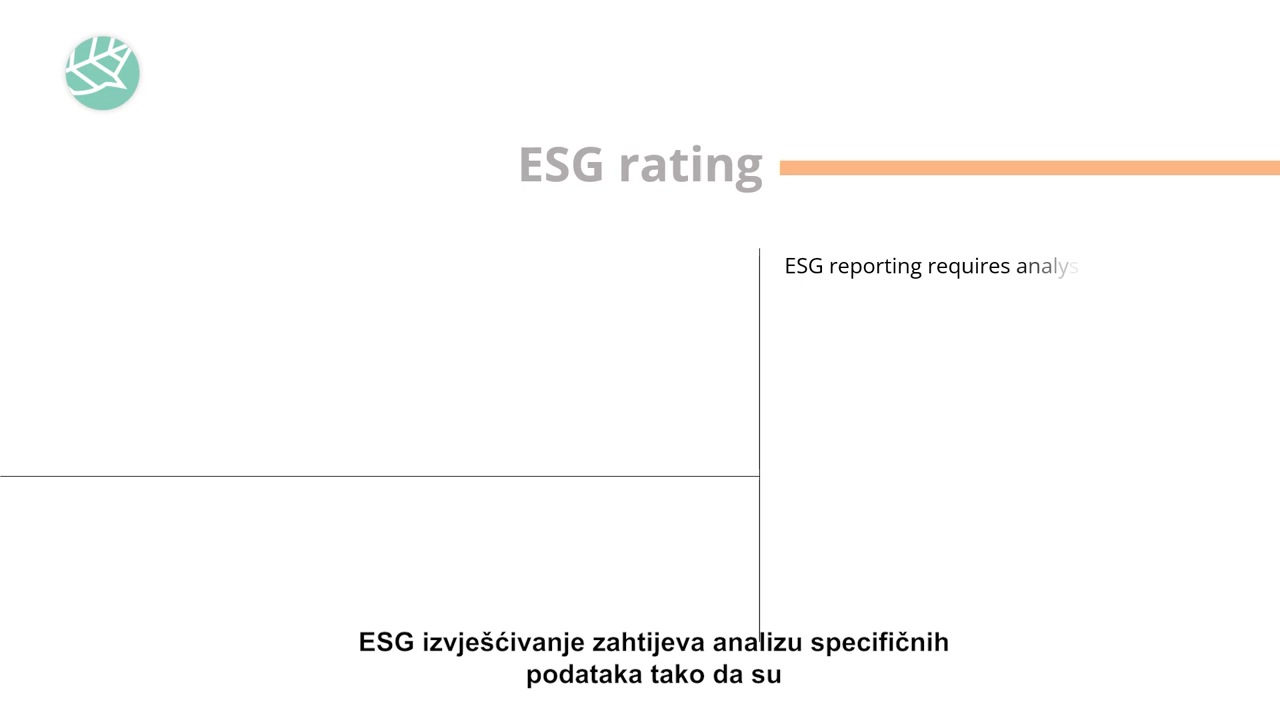 ESG rating
ESG reporting requires analys
ESG izvješćivanje zahtijeva analizu specifičnih
podataka tako da su